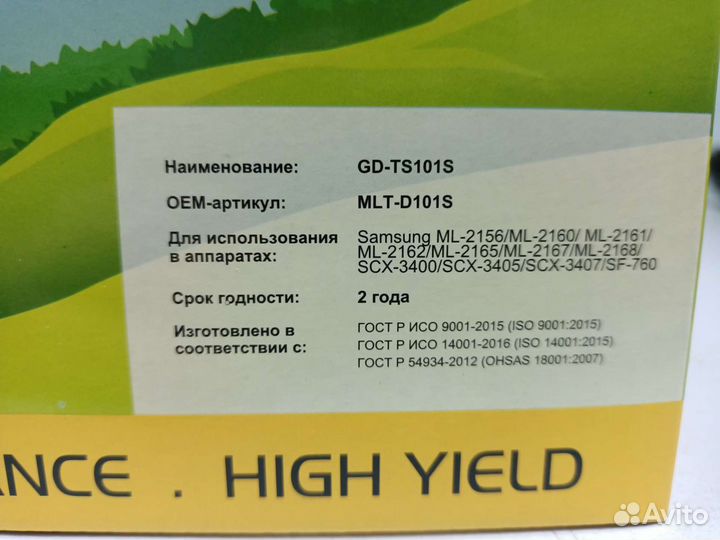 Наименование: GD-TS101S
OEM-артикул: MLT-D101S
Для использования в аппаратах: Samsung ML-2156/ML-2160/ ML-2161/
ML-2162/ML-2165/ML-2167/ML-2168/
SCX-3400/SCX-3405/SCX-3407/SF-760
Срок годности: 2 года
Изготовлено в соответствии с: ГОСТ Р ИСО 9001-2015 (ISO 9001:2015)
ГОСТ Р ИСО 14001-2016 (ISO 14001:2015)
ГОСТ Р 54934-2012 (OHSAS 18001:2007)
ANCE . HIGH YIELD
Avito